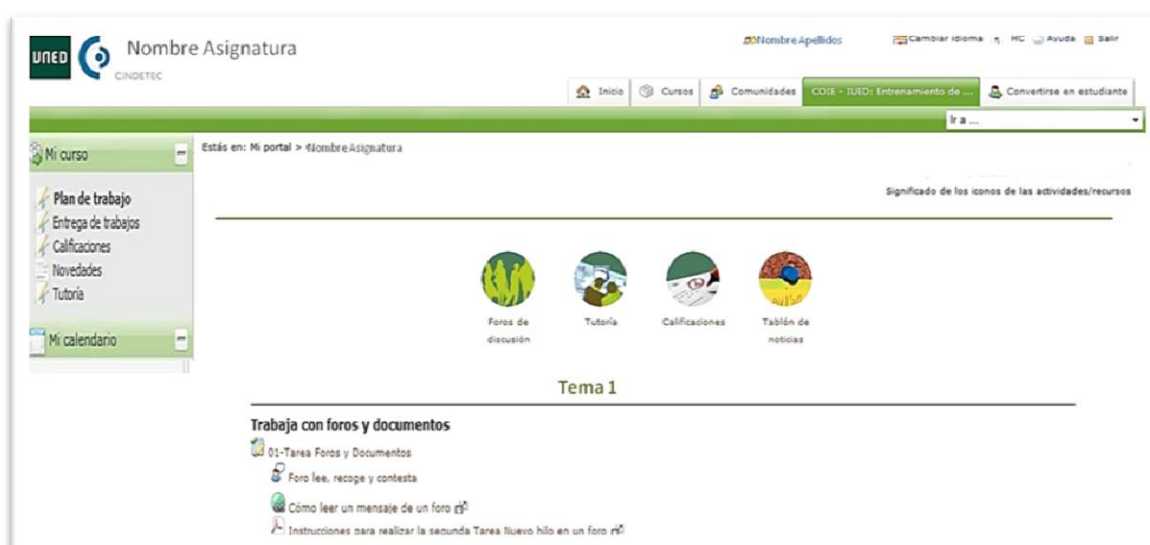 UNED
Nombre Asignatura
CINDETEC
NombreApellidos
Cambiar idioma
HC
Ayuda
Salir
Inicio
Cursos
Comunidades
COIE - IUED: Entrenamiento de ...
Convertirse en estudiante
Ir a ...
Mi curso
Estás en: Mi portal > NombreAsignatura
Significado de los iconos de las actividades/recursos
Plan de trabajo
Entrega de trabajos
Calificaciones
Novedades
Tutoría
Mi calendario
Foros de
discusión
Tutoría
Calificaciones
Tablón de
noticias
Tema 1
Trabaja con foros y documentos
01-Tarea Foros y Documentos
Foro lee, recoge y contesta
Cómo leer un mensaje de un foro
Instrucciones para realizar la segunda Tarea Nuevo hilo en un foro